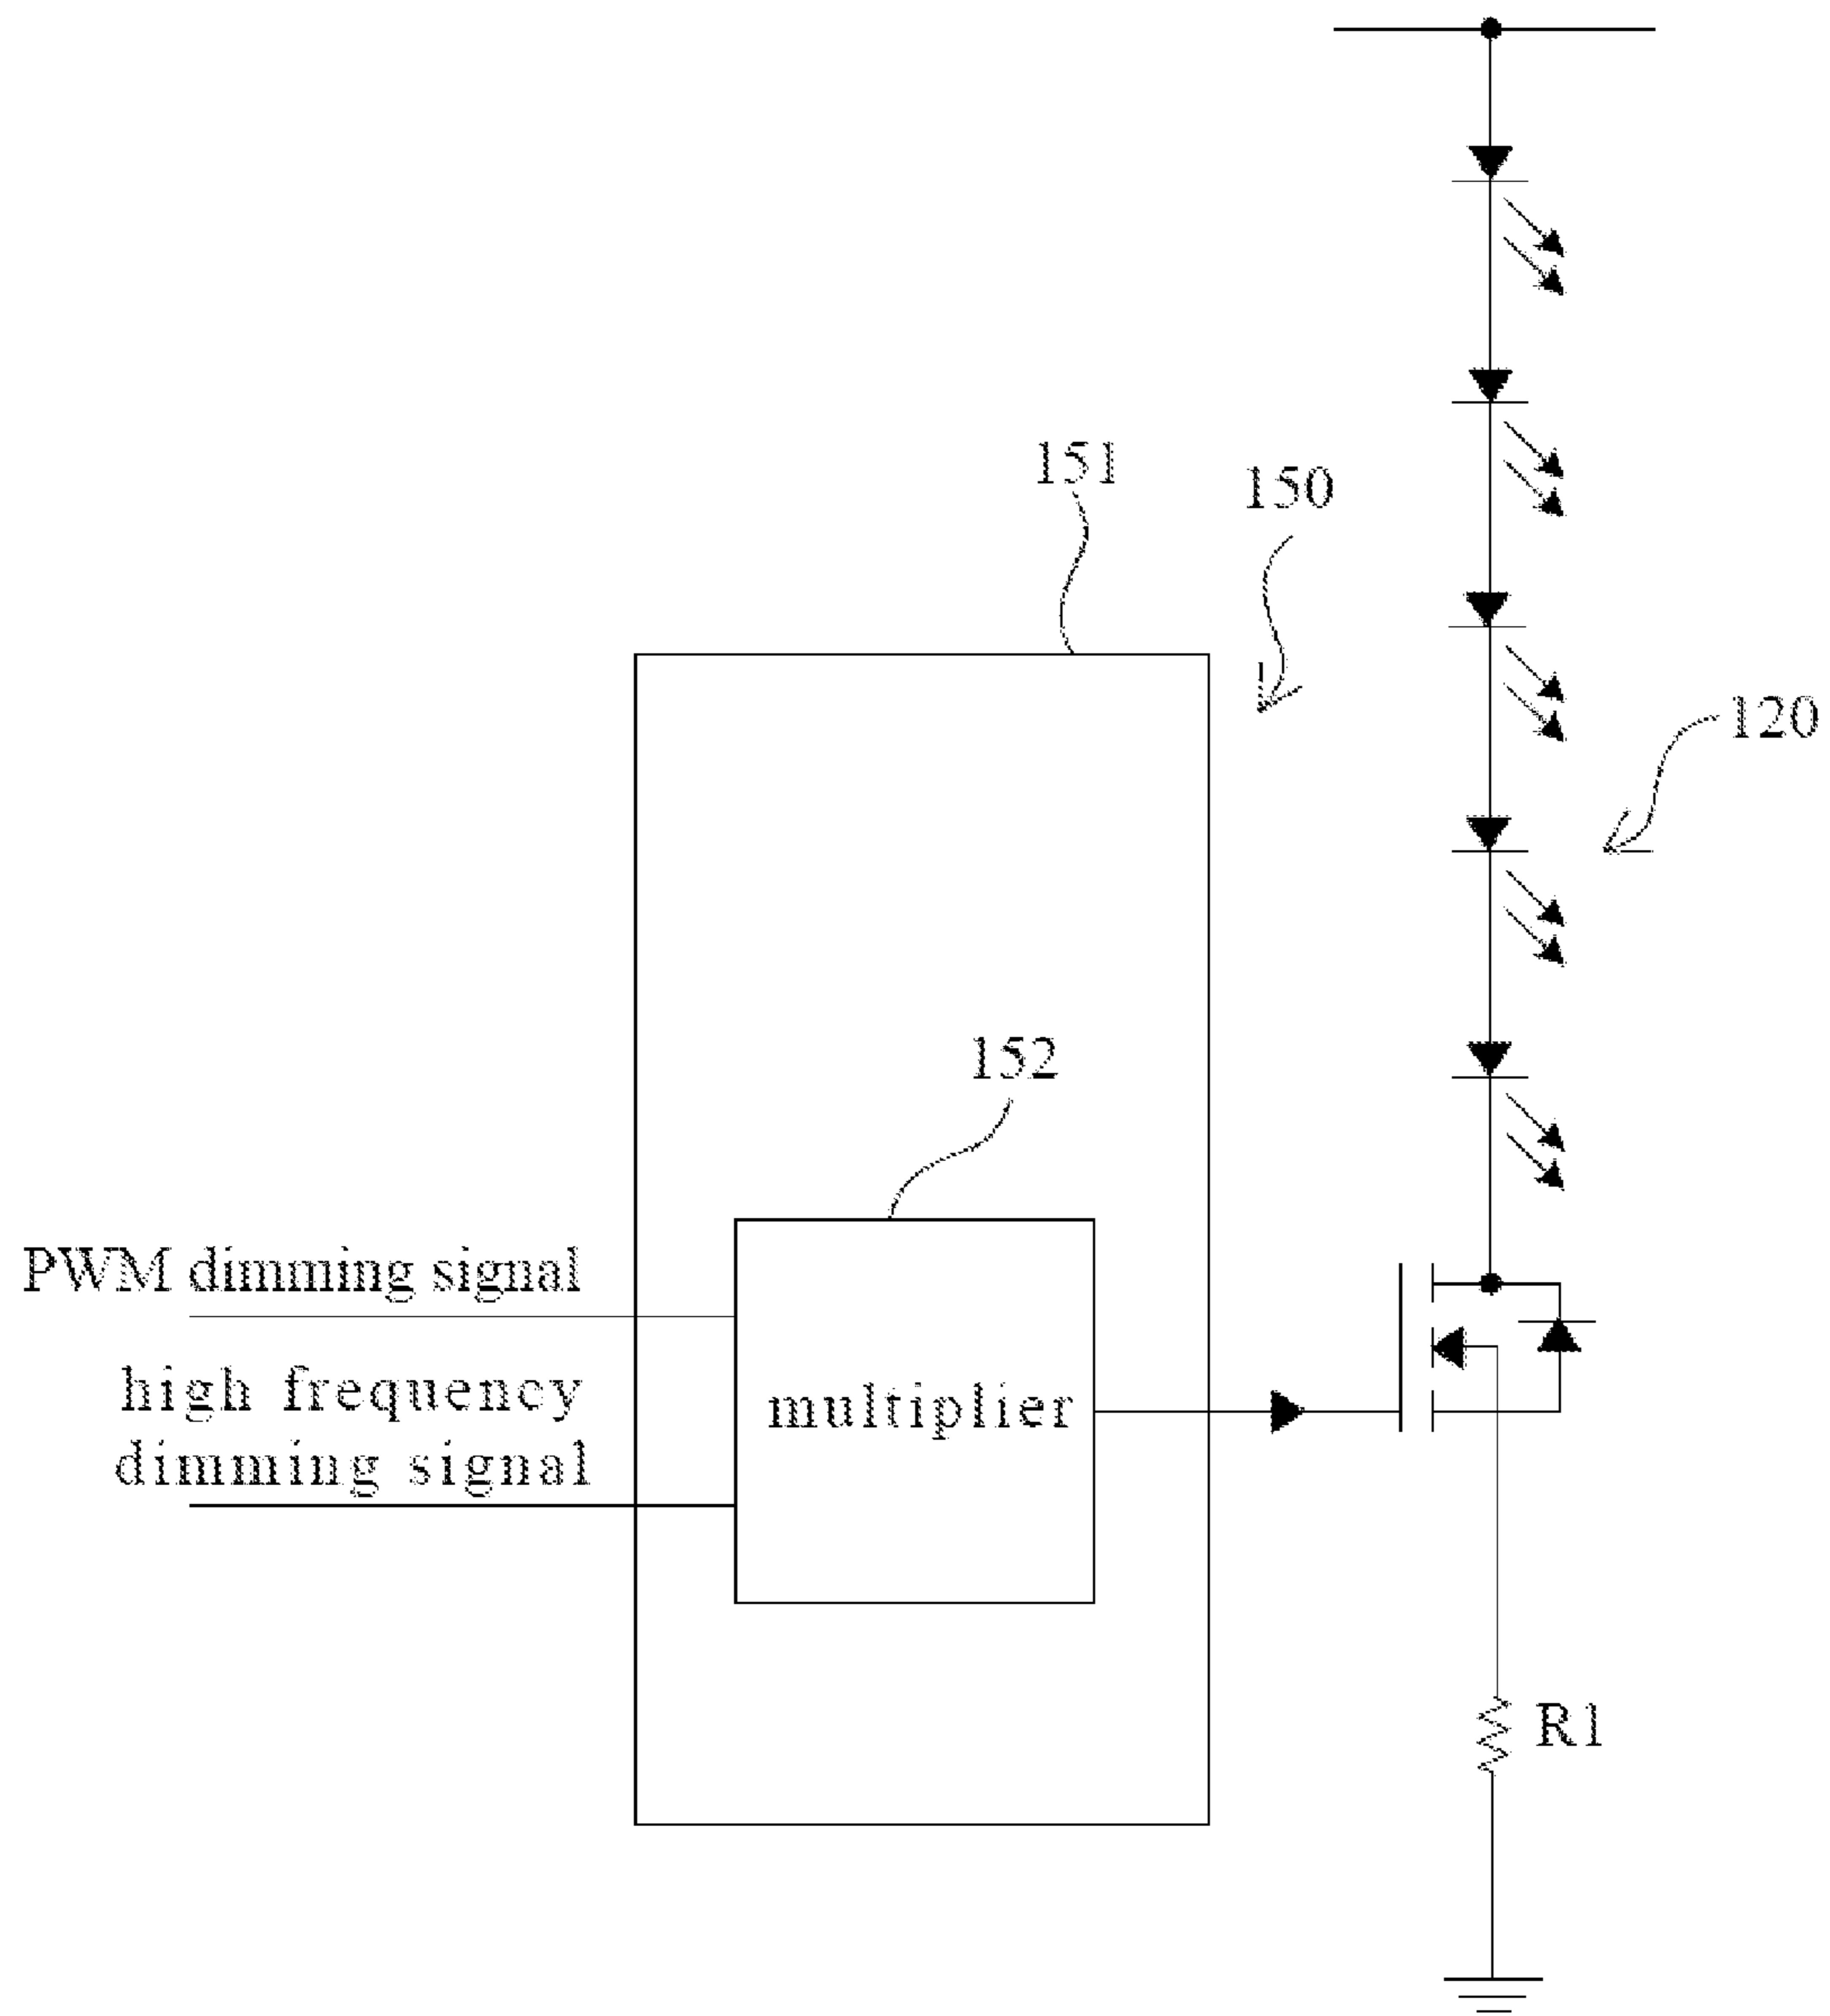 151
150
120
152
PWM dimming signal
high frequency
dimming signal
multiplier
R1